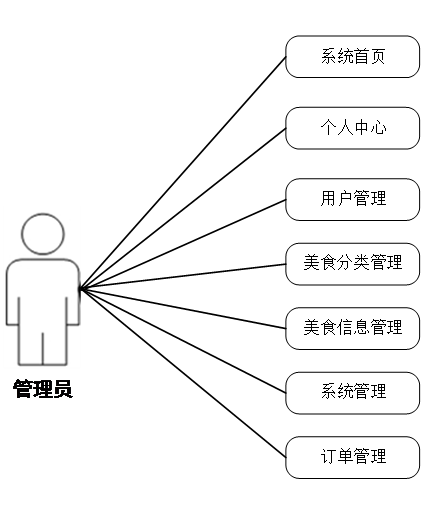 系统首页
个人中心
用户管理
美食分类管理
美食信息管理
系统管理
订单管理
管理员